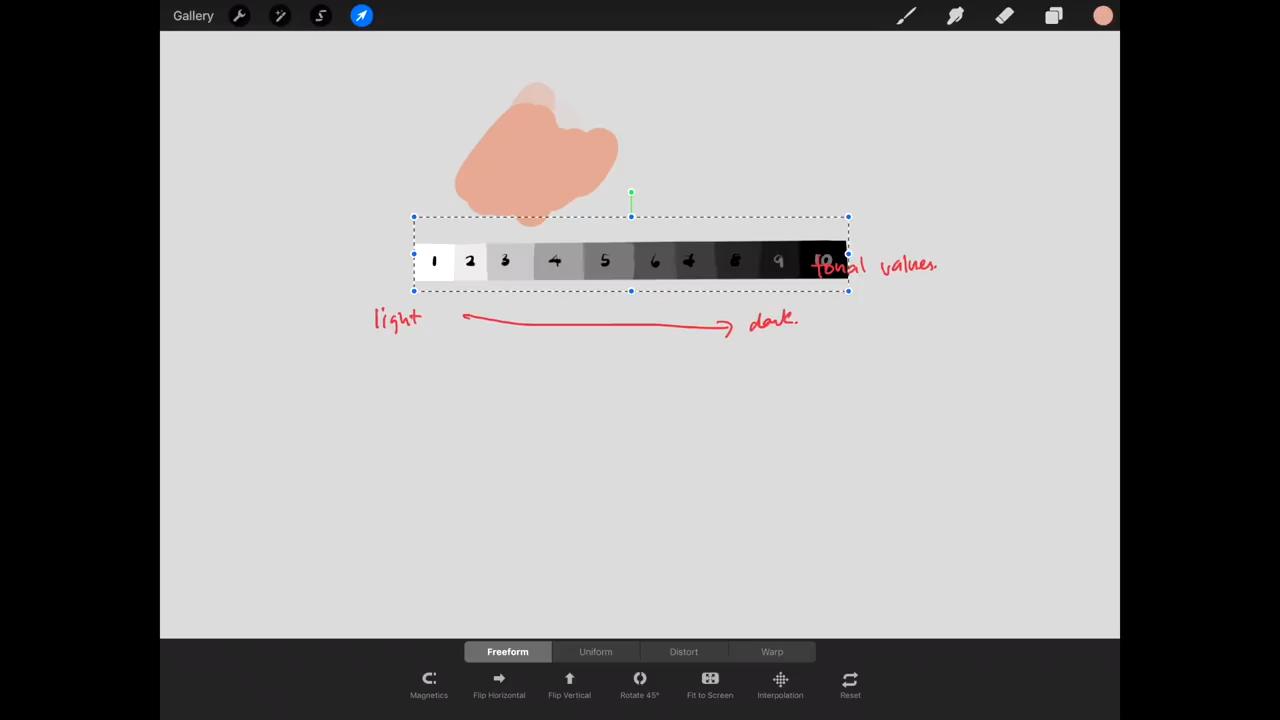 Gallery
1 2 3 4 5 6 7 8 9 10
tonal values.
light
dark.
Freeform Uniform Distort Warp
Magnetics Flip Horizontal Flip Vertical Rotate 45° Fit to Screen Interpolation Reset